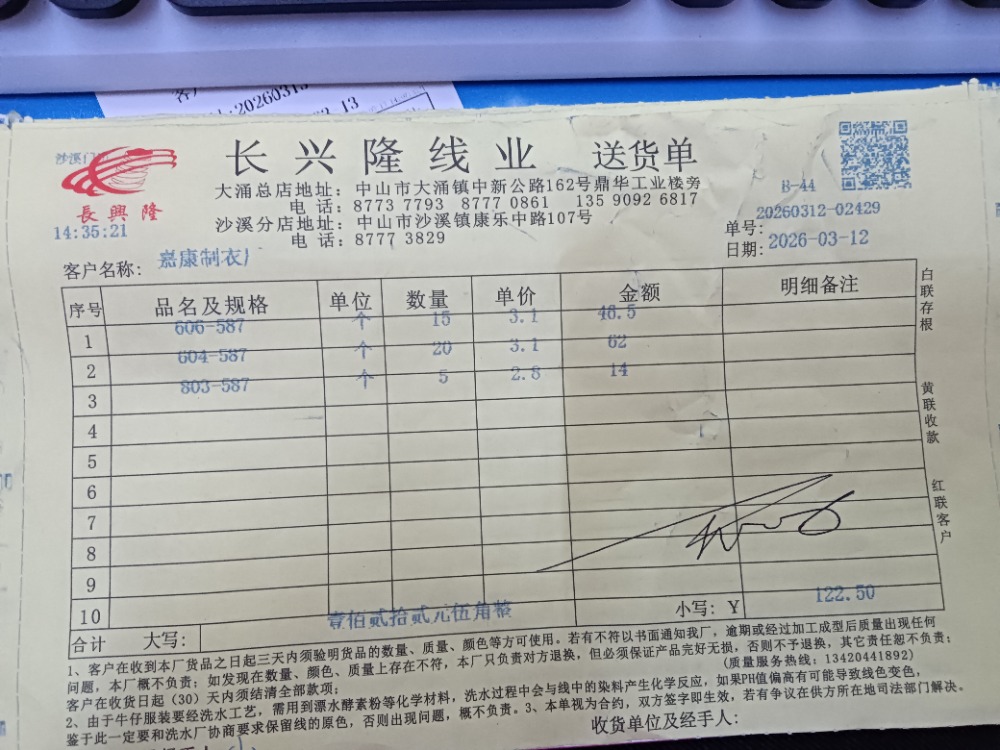 20260313
沙溪门
長興隆
14:35:21
长兴隆线业 送货单
大涌总店地址: 中山市大涌镇中新公路162号鼎华工业楼旁
电 话: 8773 7793 8777 0861 135 9092 6817
沙溪分店地址: 中山市沙溪镇康乐中路107号
电 话: 8777 3829
B-44
单号: 20260312-02429
日期: 2026-03-12
客户名称: 嘉康制衣厂
序号 品名及规格 单位 数量 单价 金额 明细备注
1 606-587 个 15 3.1 46.5
2 604-587 个 20 3.1 62
3 803-587 个 5 2.8 14
4
5
6
7
8
9
10
合计 大写: 壹佰贰拾贰元伍角整 小写: ¥ 122.50
白联存根
黄联收款
红联客户
1、客户在收到本厂货品之日起三天内须验明货品的数量、质量、颜色等方可使用。若有不符以书面通知我厂，逾期或经过加工成型后质量出现任何
问题，本厂概不负责；如发现在数量、颜色、质量上存在不符，本厂只负责对方退换，但必须保证产品完好无损，否则不予退换，其它责任恕不负责；
客户在收货日起（30）天内须结清全部款项； (质量服务热线: 13420441892)
2、由于牛仔服装要经洗水工艺，需用到漂水酵素粉等化学材料，洗水过程中会与线中的染料产生化学反应，如果PH值偏高有可能导致线色变色，
鉴于此一定要和洗水厂协商要求保留线的原色，否则出现问题，概不负责。3、本单视为合约，双方签字即生效，若有争议在供方所在地司法部门解决。
收货单位及经手人: